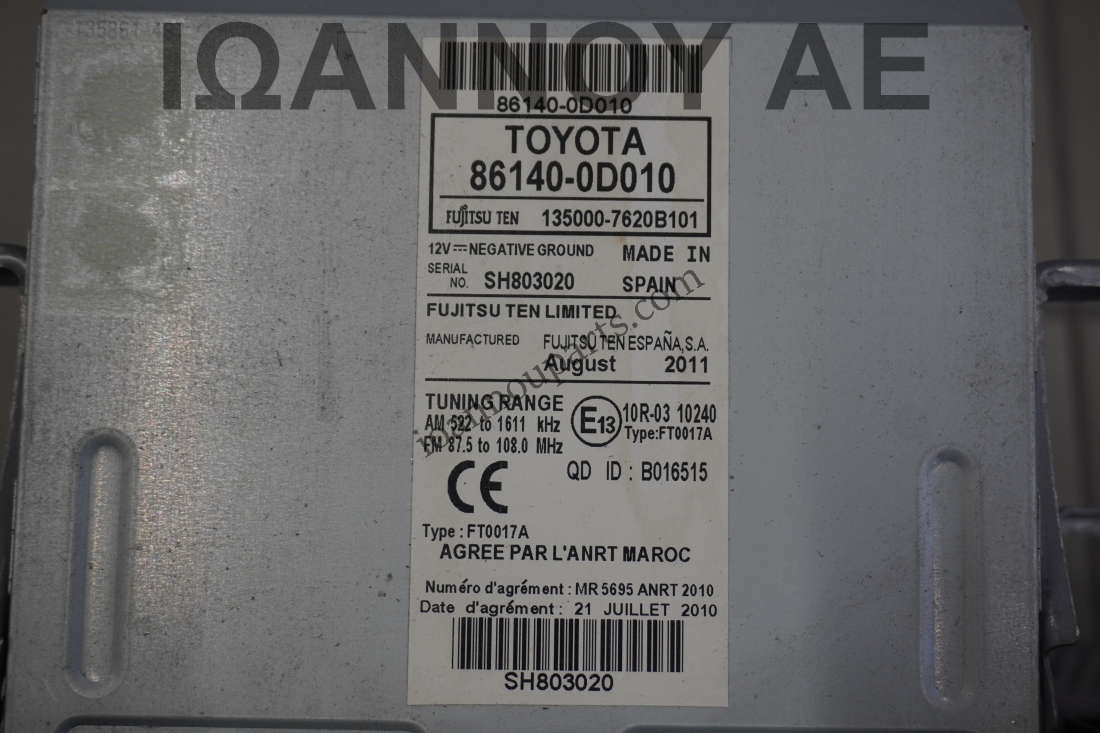 ΙΩΑΝΝΟΥ ΑΕ
86140-0D010
TOYOTA
86140-0D010
FUJITSU TEN 135000-7620B101
12V NEGATIVE GROUND MADE IN
SERIAL NO. SH803020 SPAIN
FUJITSU TEN LIMITED
MANUFACTURED FUJITSU TEN ESPAÑA,S.A.
August 2011
TUNING RANGE
AM 522 to 1611 kHz
FM 87.5 to 108.0 MHz
E13 10R-03 10240
Type:FT0017A
QD ID : B016515
CE
Type : FT0017A
AGREE PAR L'ANRT MAROC
Numéro d'agrément : MR 5695 ANRT 2010
Date d'agrément : 21 JUILLET 2010
SH803020
ioannouparts.com